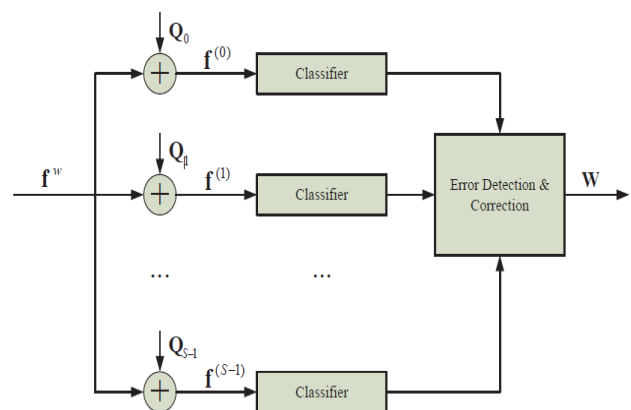 Q0
f(0)
Classifier
Q1
f w
f(1)
Classifier
Error Detection &
Correction
W
...
...
QS−1
f(S−1)
Classifier